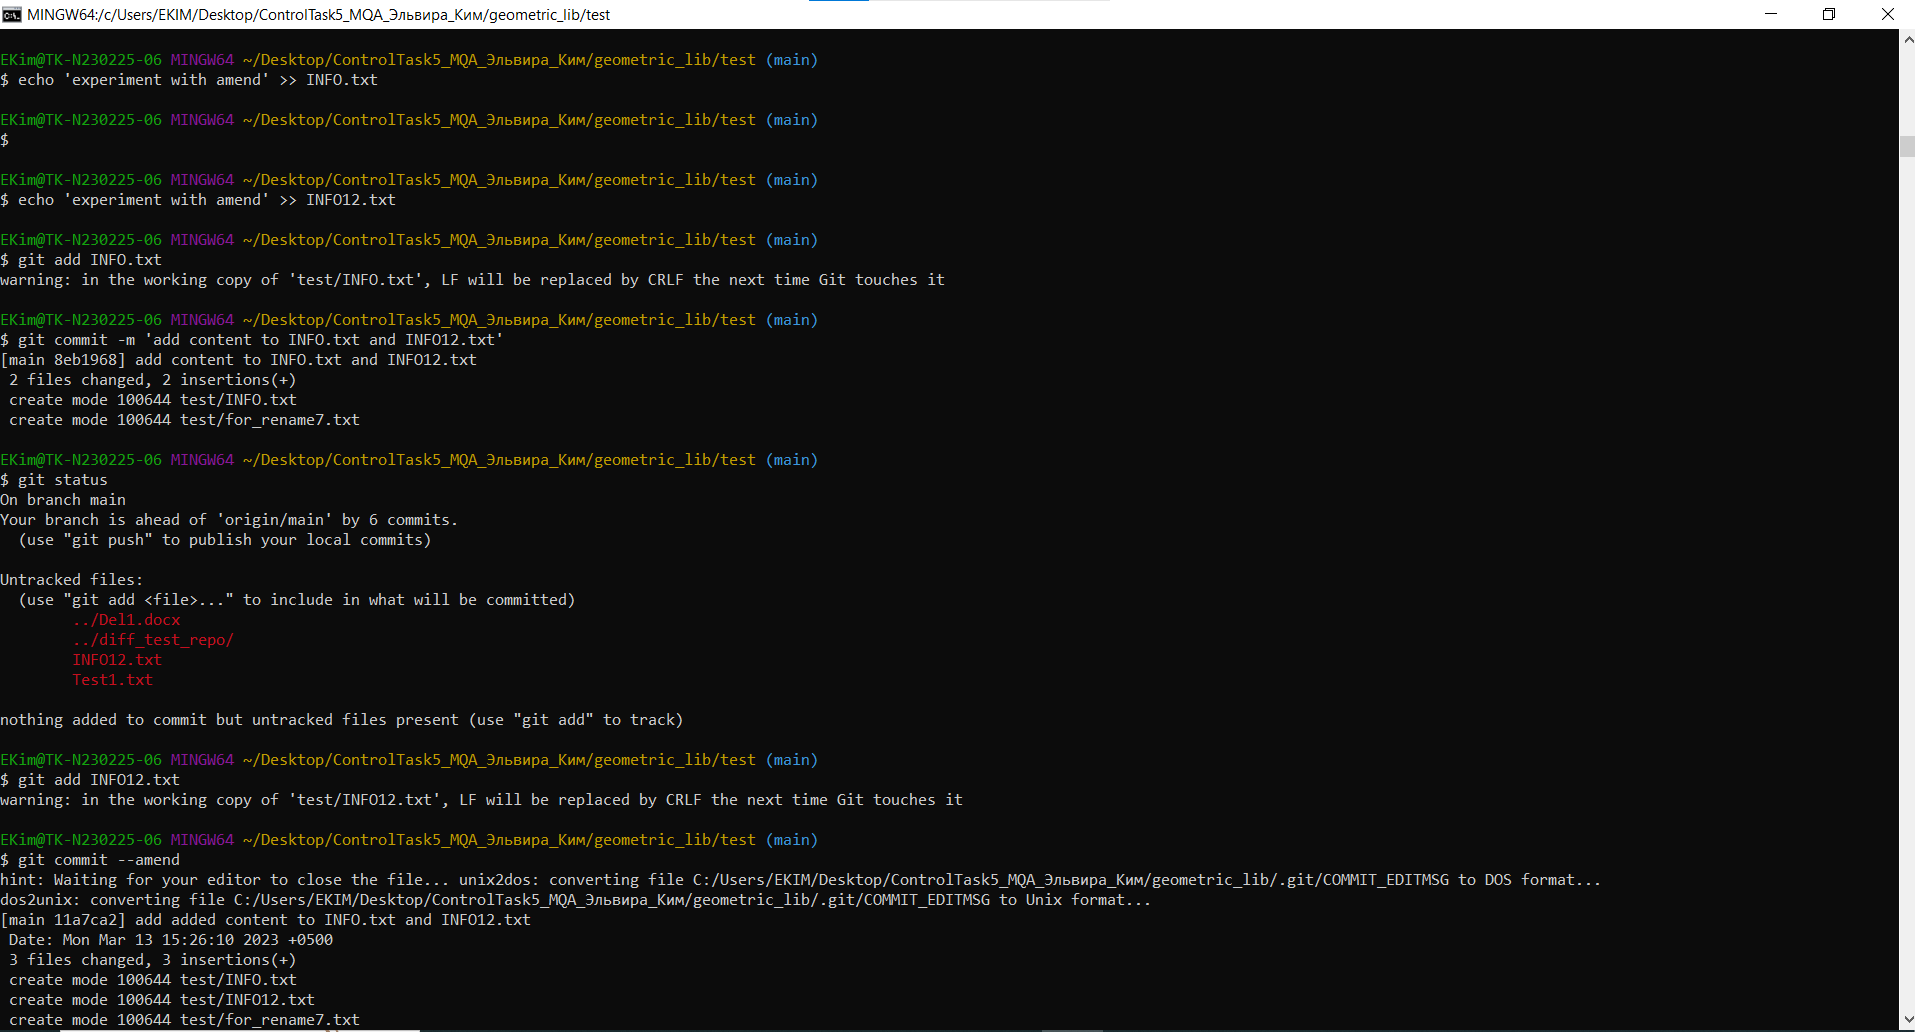 MINGW64:/c/Users/EKIM/Desktop/ControlTask5_MQA_Эльвира_Ким/geometric_lib/test
EKim@TK-N230225-06 MINGW64 ~/Desktop/ControlTask5_MQA_Эльвира_Ким/geometric_lib/test (main)
$ echo 'experiment with amend' >> INFO.txt
EKim@TK-N230225-06 MINGW64 ~/Desktop/ControlTask5_MQA_Эльвира_Ким/geometric_lib/test (main)
$
EKim@TK-N230225-06 MINGW64 ~/Desktop/ControlTask5_MQA_Эльвира_Ким/geometric_lib/test (main)
$ echo 'experiment with amend' >> INFO12.txt
EKim@TK-N230225-06 MINGW64 ~/Desktop/ControlTask5_MQA_Эльвира_Ким/geometric_lib/test (main)
$ git add INFO.txt
warning: in the working copy of 'test/INFO.txt', LF will be replaced by CRLF the next time Git touches it
EKim@TK-N230225-06 MINGW64 ~/Desktop/ControlTask5_MQA_Эльвира_Ким/geometric_lib/test (main)
$ git commit -m 'add content to INFO.txt and INFO12.txt'
[main 8eb1968] add content to INFO.txt and INFO12.txt
 2 files changed, 2 insertions(+)
 create mode 100644 test/INFO.txt
 create mode 100644 test/for_rename7.txt
EKim@TK-N230225-06 MINGW64 ~/Desktop/ControlTask5_MQA_Эльвира_Ким/geometric_lib/test (main)
$ git status
On branch main
Your branch is ahead of 'origin/main' by 6 commits.
  (use "git push" to publish your local commits)
Untracked files:
  (use "git add <file>..." to include in what will be committed)
        ../Del1.docx
        ../diff_test_repo/
        INFO12.txt
        Test1.txt
nothing added to commit but untracked files present (use "git add" to track)
EKim@TK-N230225-06 MINGW64 ~/Desktop/ControlTask5_MQA_Эльвира_Ким/geometric_lib/test (main)
$ git add INFO12.txt
warning: in the working copy of 'test/INFO12.txt', LF will be replaced by CRLF the next time Git touches it
EKim@TK-N230225-06 MINGW64 ~/Desktop/ControlTask5_MQA_Эльвира_Ким/geometric_lib/test (main)
$ git commit --amend
hint: Waiting for your editor to close the file... unix2dos: converting file C:/Users/EKIM/Desktop/ControlTask5_MQA_Эльвира_Ким/geometric_lib/.git/COMMIT_EDITMSG to DOS format...
dos2unix: converting file C:/Users/EKIM/Desktop/ControlTask5_MQA_Эльвира_Ким/geometric_lib/.git/COMMIT_EDITMSG to Unix format...
[main 11a7ca2] add added content to INFO.txt and INFO12.txt
 Date: Mon Mar 13 15:26:10 2023 +0500
 3 files changed, 3 insertions(+)
 create mode 100644 test/INFO.txt
 create mode 100644 test/INFO12.txt
 create mode 100644 test/for_rename7.txt